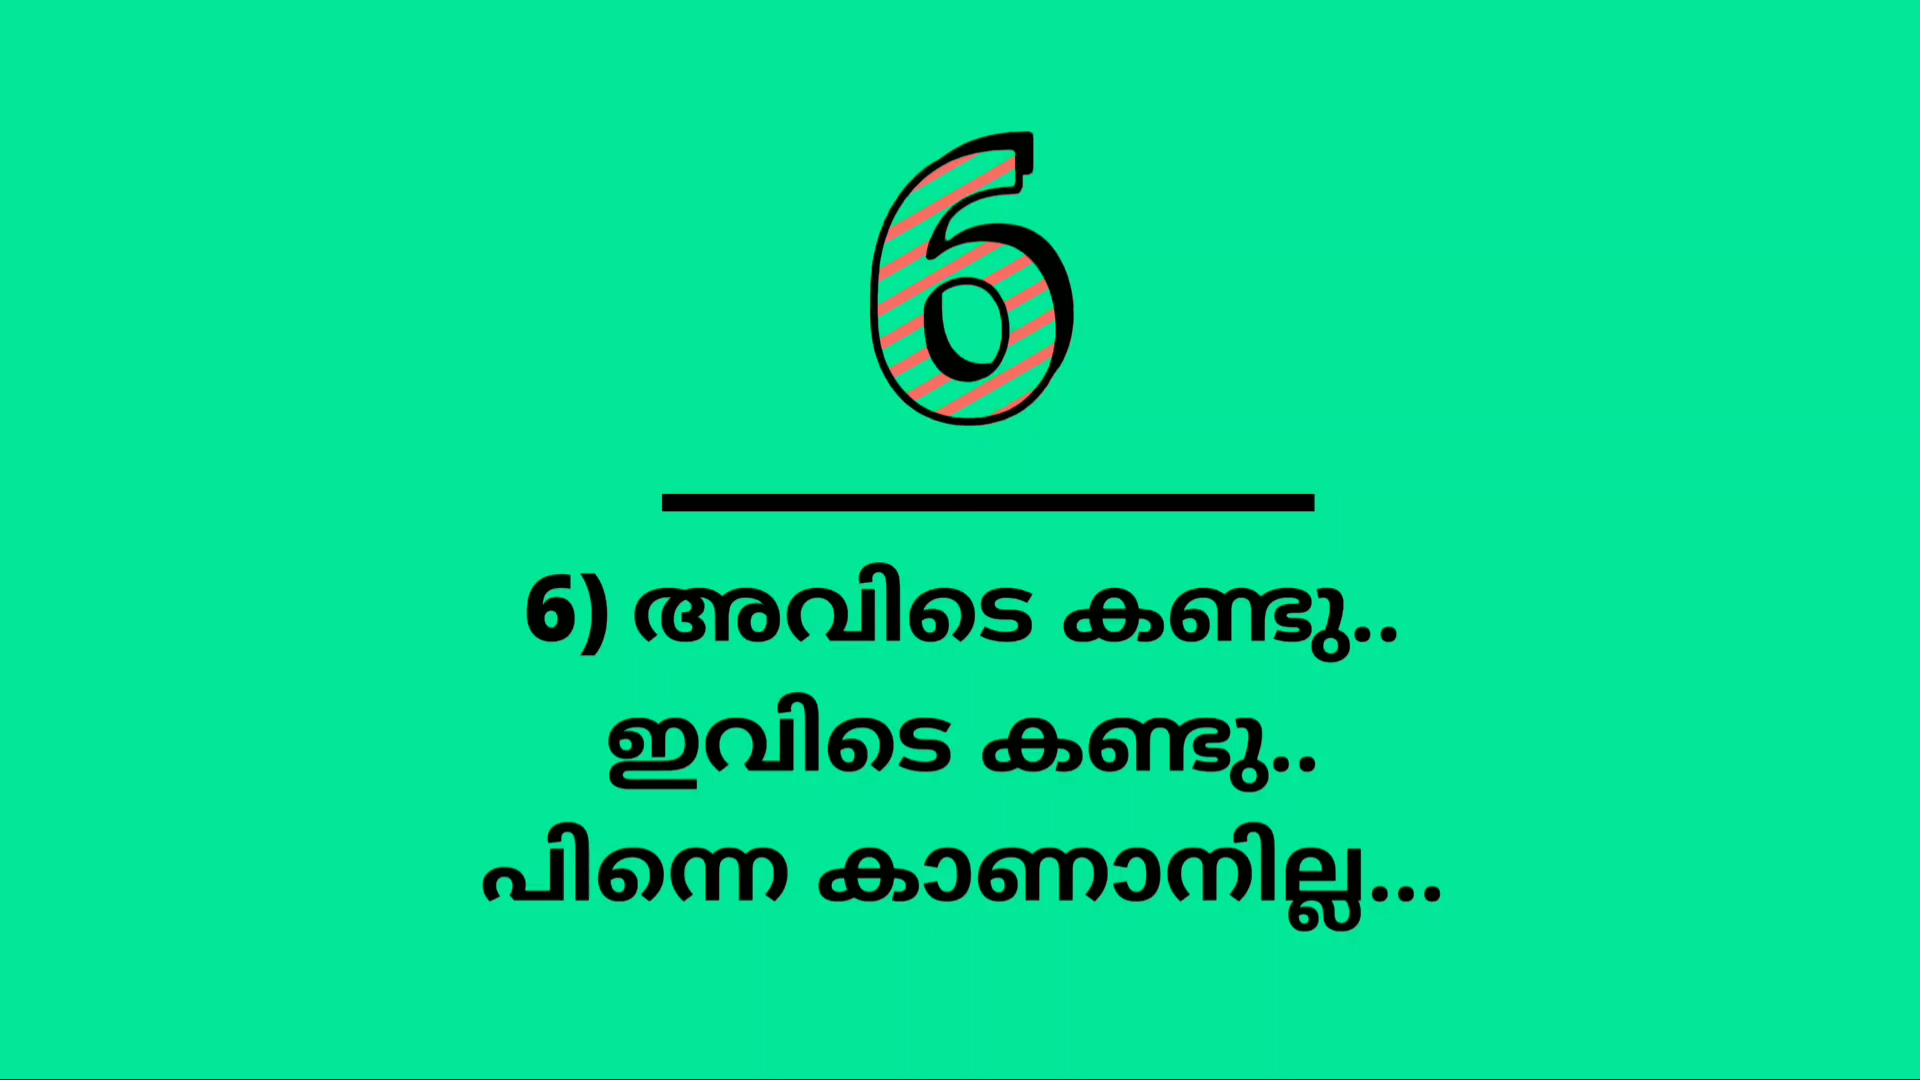 6
6) അവിടെ കണ്ടു..
ഇവിടെ കണ്ടു..
പിന്നെ കാണാനില്ല...